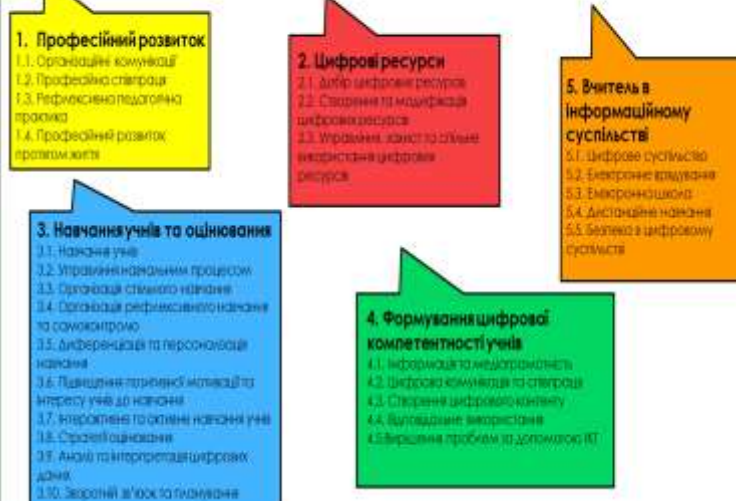 1. Професійний розвиток
1.1. Організаційні комунікації
1.2. Професійна співпраця
1.3. Рефлексивна педагогічна
практика
1.4. Професійний розвиток
протягом життя
2. Цифрові ресурси
2.1. Добір цифрових ресурсів
2.2. Створення та модифікація
цифрових ресурсів
2.3. Управління, захист та спільне
використання цифрових
ресурсів
5. Вчитель в
інформаційному
суспільстві
5.1. Цифрове суспільство
5.2. Електронне врядування
5.3. Електронна школа
5.4. Дистанційне навчання
5.5. Безпека в цифровому
суспільстві
3. Навчання учнів та оцінювання
3.1. Навчання учнів
3.2. Управління навчальним процесом
3.3. Організація спільного навчання
3.4. Організація рефлексивного навчання
та самоконтролю
3.5. Диференціація та персоналізація
навчання
3.6. Підвищення позитивної мотивації та
інтересу учнів до навчання
3.7. Інтерактивне та активне навчання учнів
3.8. Стратегії оцінювання
3.9. Аналіз та інтерпретація цифрових
даних
3.10. Зворотній зв'язок та планування
4. Формування цифрової
компетентності учнів
4.1. Інформація та медіаграмотність
4.2. Цифрова комунікація та співпраця
4.3. Створення цифрового контенту
4.4. Відповідальне використання
4.5 Вирішення проблем за допомогою ІКТ